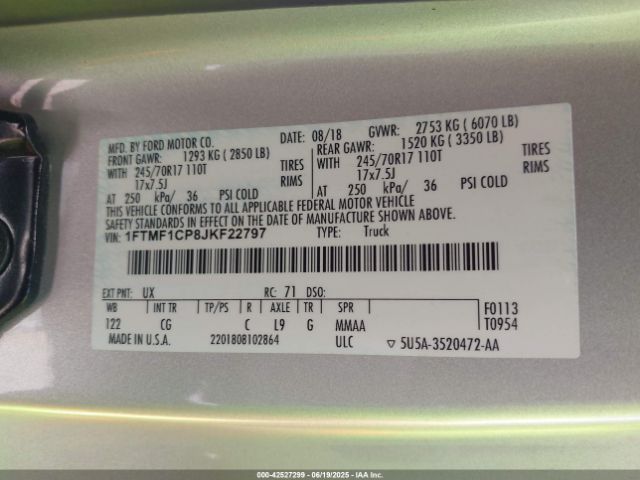 MFD. BY FORD MOTOR CO. DATE: 08/18 GVWR: 2753 KG ( 6070 LB)
FRONT GAWR: 1293 KG ( 2850 LB) REAR GAWR: 1520 KG ( 3350 LB)
WITH 245/70R17 110T TIRES WITH 245/70R17 110T TIRES
17x7.5J RIMS 17x7.5J RIMS
AT 250 kPa/ 36 PSI COLD AT 250 kPa/ 36 PSI COLD
THIS VEHICLE CONFORMS TO ALL APPLICABLE FEDERAL MOTOR VEHICLE
SAFETY STANDARDS IN EFFECT ON THE DATE OF MANUFACTURE SHOWN ABOVE.
VIN: 1FTMF1CP8JKF22797 TYPE: Truck
EXT PNT: UX RC: 71 DSO:
WB INT TR TP/PS R AXLE TR SPR F0113
122 CG C L9 G MMAA T0954
MADE IN U.S.A. 2201808102864 ULC ▽ 5U5A-3520472-AA
000-42527299 - 06/19/2025 - IAA Inc.